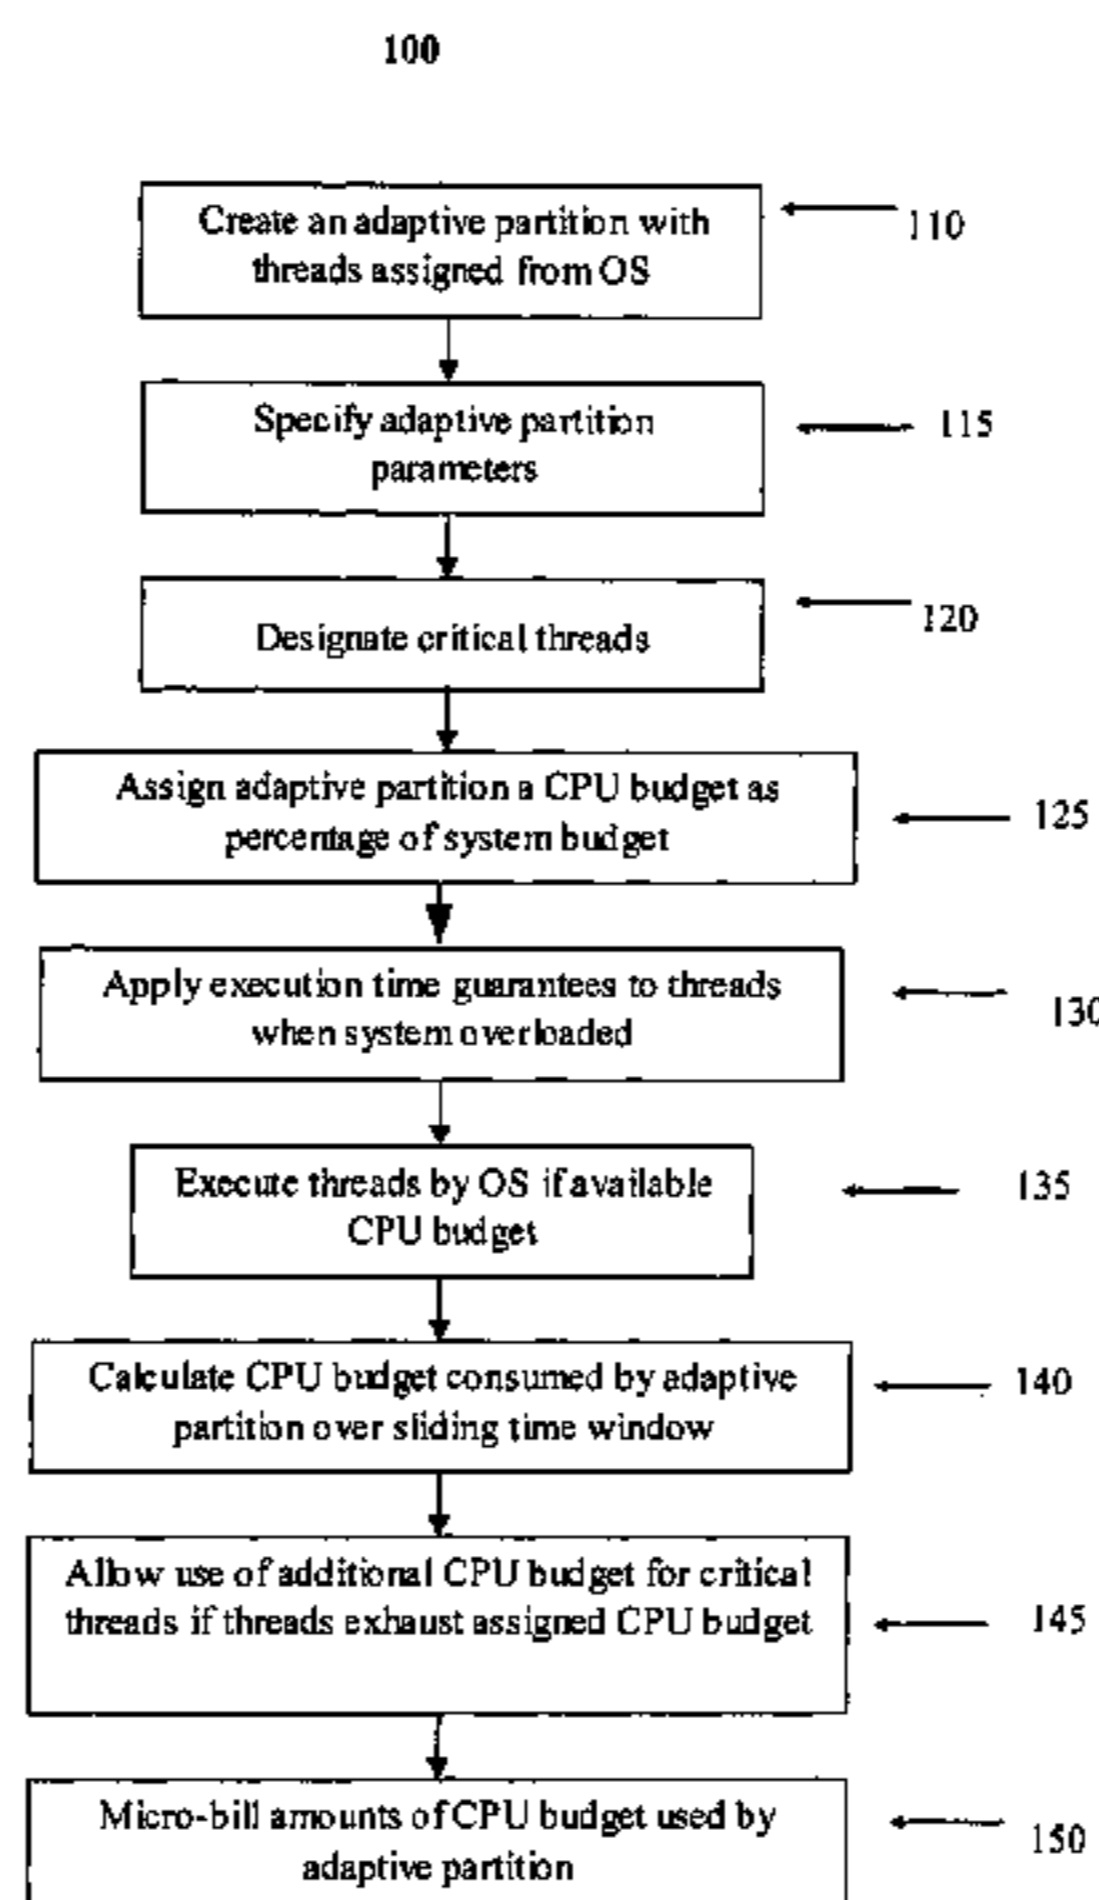 100
Create an adaptive partition with
threads assigned from OS
110
Specify adaptive partition
parameters
115
Designate critical threads
120
Assign adaptive partition a CPU budget as
percentage of system budget
125
Apply execution time guarantees to threads
when system overloaded
130
Execute threads by OS if available
CPU budget
135
Calculate CPU budget consumed by adaptive
partition over sliding time window
140
Allow use of additional CPU budget for critical
threads if threads exhaust assigned CPU budget
145
Micro-bill amounts of CPU budget used by
adaptive partition
150